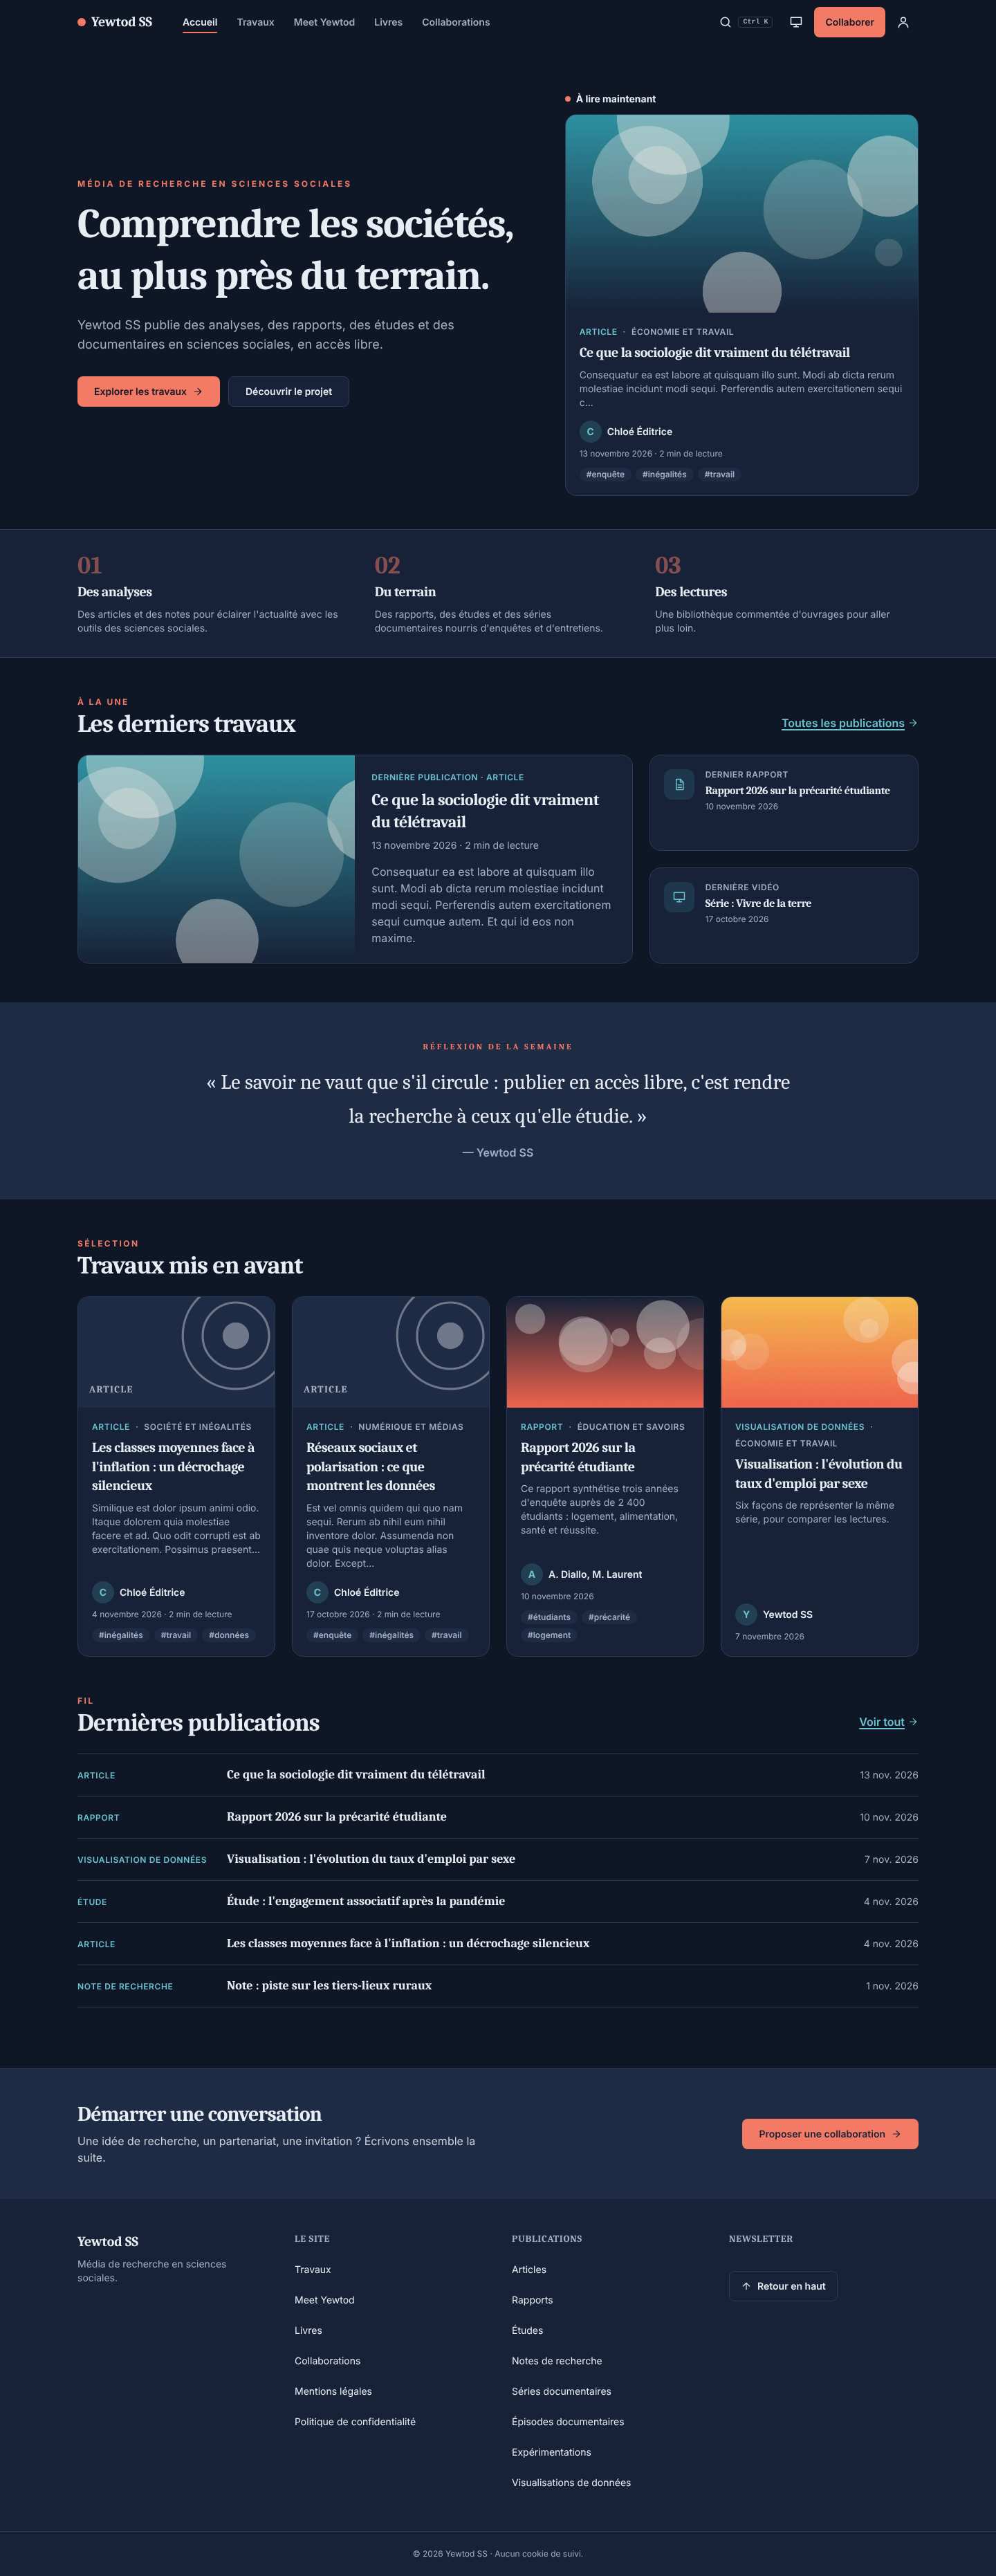 Yewtod SS
Accueil
Travaux
Meet Yewtod
Livres
Collaborations
Ctrl K
Collaborer
MÉDIA DE RECHERCHE EN SCIENCES SOCIALES
Comprendre les sociétés,
au plus près du terrain.
Yewtod SS publie des analyses, des rapports, des études et des
documentaires en sciences sociales, en accès libre.
Explorer les travaux →
Découvrir le projet
À lire maintenant
ARTICLE · ÉCONOMIE ET TRAVAIL
Ce que la sociologie dit vraiment du télétravail
Consequatur ea est labore at quisquam illo sunt. Modi ab dicta rerum
molestiae incidunt modi sequi. Perferendis autem exercitationem sequi
c...
C
Chloé Éditrice
13 novembre 2026 · 2 min de lecture
#enquête #inégalités #travail
01
Des analyses
Des articles et des notes pour éclairer l'actualité avec les
outils des sciences sociales.
02
Du terrain
Des rapports, des études et des séries
documentaires nourris d'enquêtes et d'entretiens.
03
Des lectures
Une bibliothèque commentée d'ouvrages pour aller
plus loin.
À LA UNE
Les derniers travaux
Toutes les publications →
DERNIÈRE PUBLICATION · ARTICLE
Ce que la sociologie dit vraiment
du télétravail
13 novembre 2026 · 2 min de lecture
Consequatur ea est labore at quisquam illo
sunt. Modi ab dicta rerum molestiae incidunt
modi sequi. Perferendis autem exercitationem
sequi cumque autem. Et qui id eos non
maxime.
DERNIER RAPPORT
Rapport 2026 sur la précarité étudiante
10 novembre 2026
DERNIÈRE VIDÉO
Série : Vivre de la terre
17 octobre 2026
RÉFLEXION DE LA SEMAINE
« Le savoir ne vaut que s'il circule : publier en accès libre, c'est rendre
la recherche à ceux qu'elle étudie. »
— Yewtod SS
SÉLECTION
Travaux mis en avant
ARTICLE
ARTICLE · SOCIÉTÉ ET INÉGALITÉS
Les classes moyennes face à
l'inflation : un décrochage
silencieux
Similique est dolor ipsum animi odio.
Itaque dolorem quia molestiae
facere et ad. Quo odit corrupti est ab
exercitationem. Possimus praesent...
C
Chloé Éditrice
4 novembre 2026 · 2 min de lecture
#inégalités #travail #données
ARTICLE
ARTICLE · NUMÉRIQUE ET MÉDIAS
Réseaux sociaux et
polarisation : ce que
montrent les données
Est vel omnis quidem qui quo nam
sequi. Rerum ab nihil eum nihil
inventore dolor. Assumenda non
quae quis neque voluptas alias
dolor. Except...
C
Chloé Éditrice
17 octobre 2026 · 2 min de lecture
#enquête #inégalités #travail
RAPPORT · ÉDUCATION ET SAVOIRS
Rapport 2026 sur la
précarité étudiante
Ce rapport synthétise trois années
d'enquête auprès de 2 400
étudiants : logement, alimentation,
santé et réussite.
A
A. Diallo, M. Laurent
10 novembre 2026
#étudiants #précarité
#logement
VISUALISATION DE DONNÉES ·
ÉCONOMIE ET TRAVAIL
Visualisation : l'évolution du
taux d'emploi par sexe
Six façons de représenter la même
série, pour comparer les lectures.
Y
Yewtod SS
7 novembre 2026
FIL
Dernières publications
Voir tout →
ARTICLE
Ce que la sociologie dit vraiment du télétravail
13 nov. 2026
RAPPORT
Rapport 2026 sur la précarité étudiante
10 nov. 2026
VISUALISATION DE DONNÉES
Visualisation : l'évolution du taux d'emploi par sexe
7 nov. 2026
ÉTUDE
Étude : l'engagement associatif après la pandémie
4 nov. 2026
ARTICLE
Les classes moyennes face à l'inflation : un décrochage silencieux
4 nov. 2026
NOTE DE RECHERCHE
Note : piste sur les tiers-lieux ruraux
1 nov. 2026
Démarrer une conversation
Une idée de recherche, un partenariat, une invitation ? Écrivons ensemble la
suite.
Proposer une collaboration →
Yewtod SS
Média de recherche en sciences
sociales.
LE SITE
Travaux
Meet Yewtod
Livres
Collaborations
Mentions légales
Politique de confidentialité
PUBLICATIONS
Articles
Rapports
Études
Notes de recherche
Séries documentaires
Épisodes documentaires
Expérimentations
Visualisations de données
NEWSLETTER
↑ Retour en haut
© 2026 Yewtod SS · Aucun cookie de suivi.